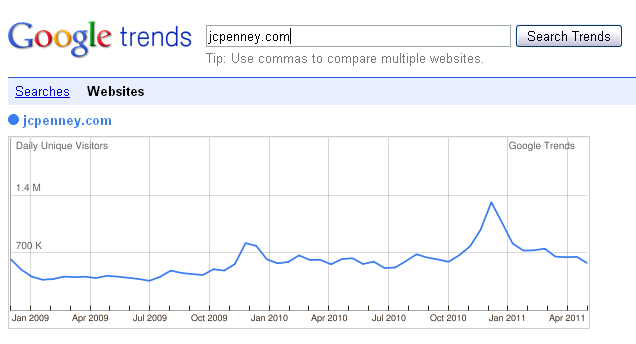 Google trends
jcpenney.com
Search Trends
Tip: Use commas to compare multiple websites.
Searches Websites
jcpenney.com
Daily Unique Visitors Google Trends
1.4 M
700 K
Jan 2009 Apr 2009 Jul 2009 Oct 2009 Jan 2010 Apr 2010 Jul 2010 Oct 2010 Jan 2011 Apr 2011